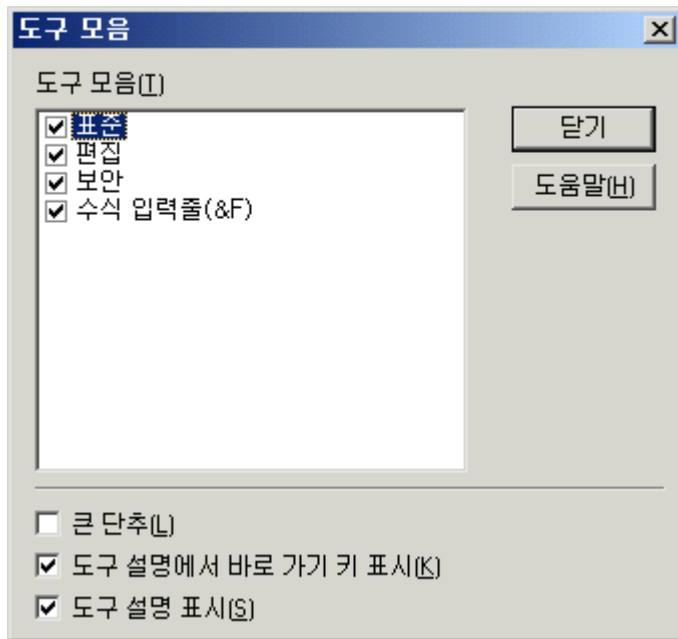 도구 모음
도구 모음(T)
표준
편집
보안
수식 입력줄(&F)
닫기
도움말(H)
큰 단추(L)
도구 설명에서 바로 가기 키 표시(K)
도구 설명 표시(S)